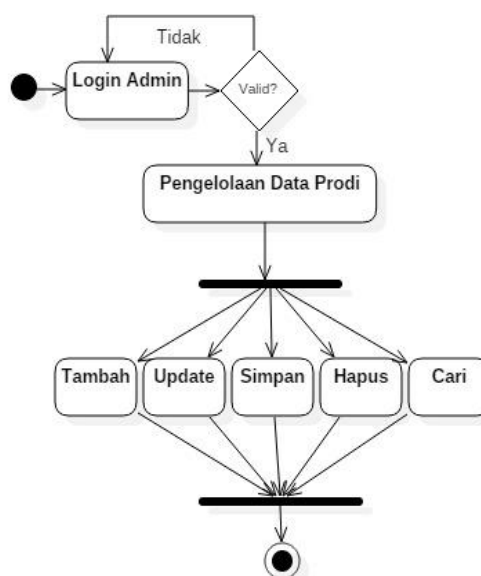 Tidak
Login Admin
Valid?
Ya
Pengelolaan Data Prodi
Tambah
Update
Simpan
Hapus
Cari